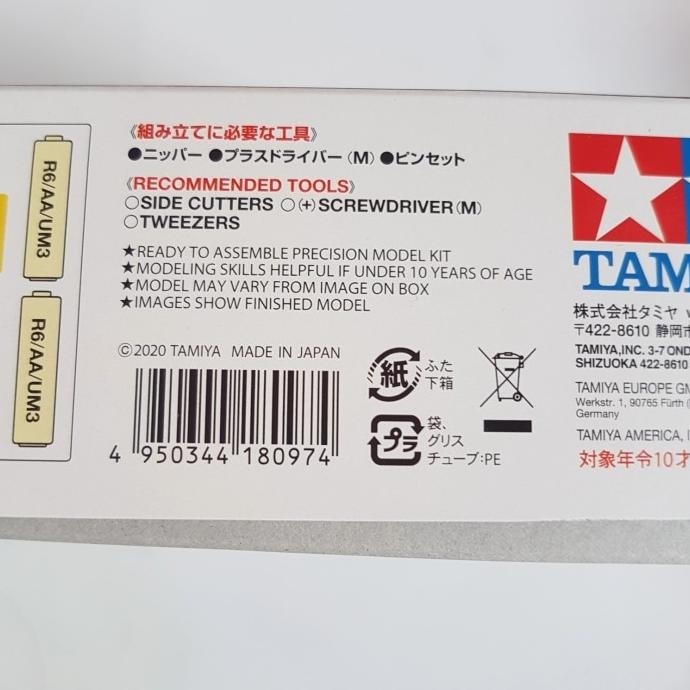 R6/AA/UM3
R6/AA/UM3
《組み立てに必要な工具》
●ニッパー ●プラスドライバー(M) ●ピンセット
《RECOMMENDED TOOLS》
○SIDE CUTTERS ○(+)SCREWDRIVER(M)
○TWEEZERS
★READY TO ASSEMBLE PRECISION MODEL KIT
★MODELING SKILLS HELPFUL IF UNDER 10 YEARS OF AGE
★MODEL MAY VARY FROM IMAGE ON BOX
★IMAGES SHOW FINISHED MODEL
©2020 TAMIYA MADE IN JAPAN
4 950344 180974
紙 ふた
下箱
プラ 袋、
グリス
チューブ:PE
TAM
株式会社タミヤ
〒422-8610 静岡市
TAMIYA,INC. 3-7 OND
SHIZUOKA 422-8610
TAMIYA EUROPE GM
Werkstr. 1, 90765 Fürth
Germany
TAMIYA AMERICA, I
対象年令10才